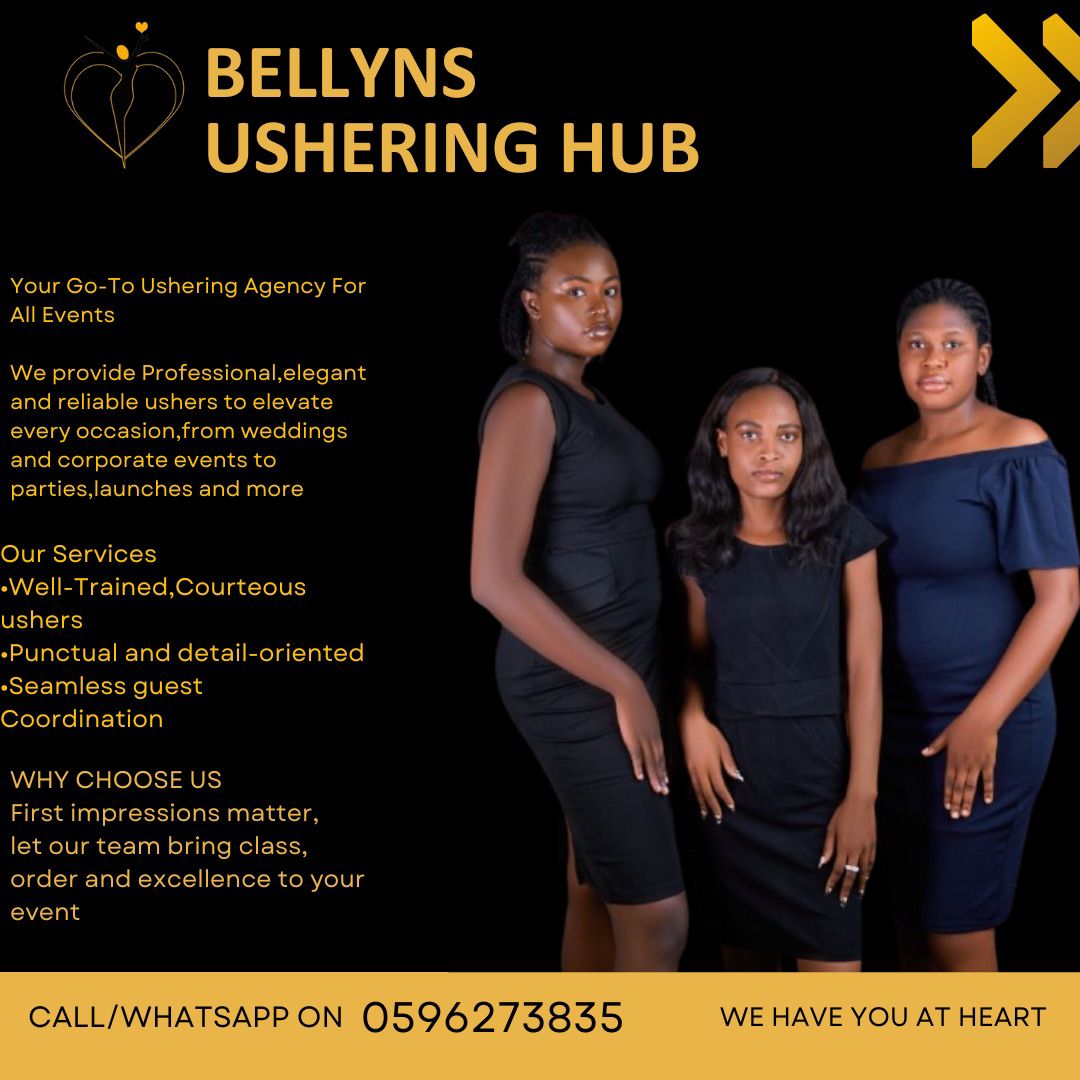 BELLYNS
USHERING HUB
Your Go-To Ushering Agency For
All Events
We provide Professional,elegant
and reliable ushers to elevate
every occasion,from weddings
and corporate events to
parties,launches and more
Our Services
•Well-Trained,Courteous
ushers
•Punctual and detail-oriented
•Seamless guest
Coordination
WHY CHOOSE US
First impressions matter,
let our team bring class,
order and excellence to your
event
CALL/WHATSAPP ON 0596273835
WE HAVE YOU AT HEART